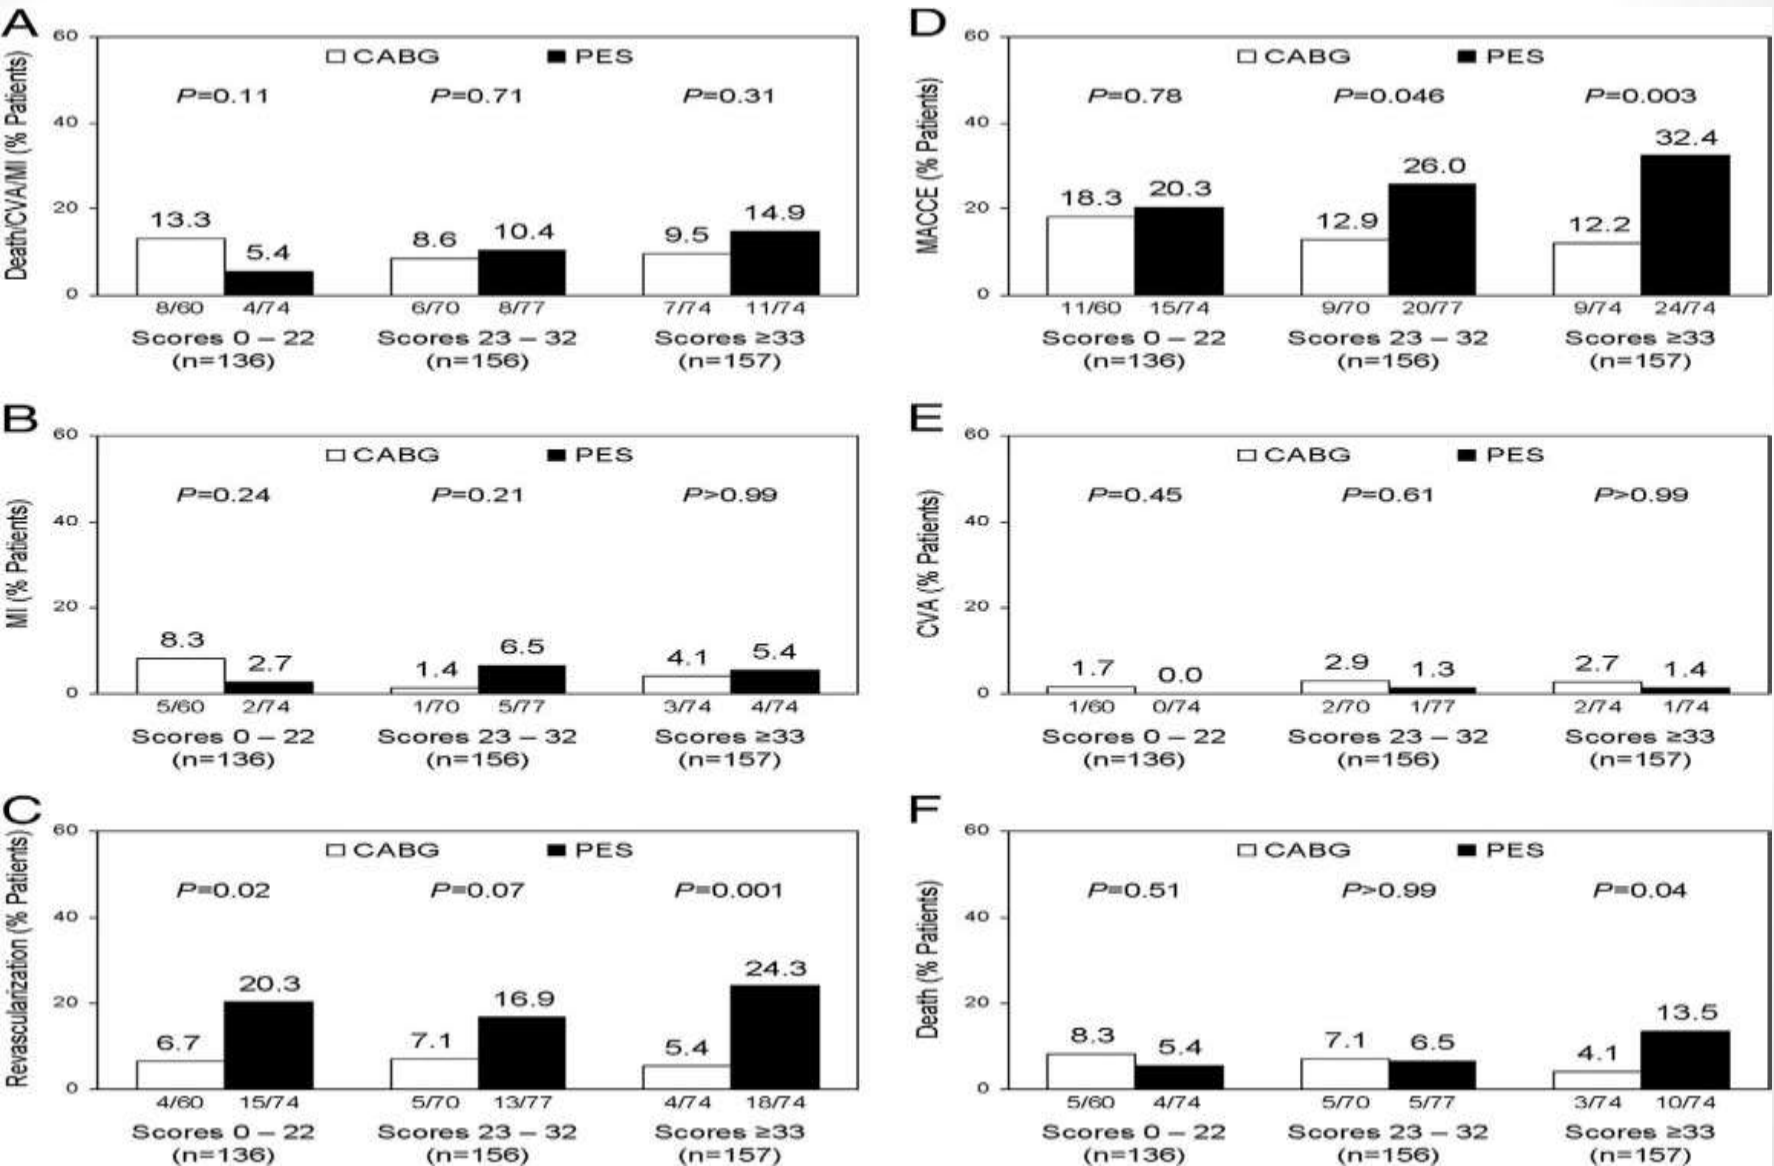 A
Death/CVA/MI (% Patients)
60
40
20
0
CABG PES
P=0.11 P=0.71 P=0.31
13.3 5.4 8.6 10.4 9.5 14.9
8/60 4/74 6/70 8/77 7/74 11/74
Scores 0 – 22 Scores 23 – 32 Scores ≥33
(n=136) (n=156) (n=157)
D
MACCE (% Patients)
60
40
20
0
CABG PES
P=0.78 P=0.046 P=0.003
18.3 20.3 12.9 26.0 12.2 32.4
11/60 15/74 9/70 20/77 9/74 24/74
Scores 0 – 22 Scores 23 – 32 Scores ≥33
(n=136) (n=156) (n=157)
B
MI (% Patients)
60
40
20
0
CABG PES
P=0.24 P=0.21 P>0.99
8.3 2.7 1.4 6.5 4.1 5.4
5/60 2/74 1/70 5/77 3/74 4/74
Scores 0 – 22 Scores 23 – 32 Scores ≥33
(n=136) (n=156) (n=157)
E
CVA (% Patients)
60
40
20
0
CABG PES
P=0.45 P=0.61 P>0.99
1.7 0.0 2.9 1.3 2.7 1.4
1/60 0/74 2/70 1/77 2/74 1/74
Scores 0 – 22 Scores 23 – 32 Scores ≥33
(n=136) (n=156) (n=157)
C
Revascularization (% Patients)
60
40
20
0
CABG PES
P=0.02 P=0.07 P=0.001
6.7 20.3 7.1 16.9 5.4 24.3
4/60 15/74 5/70 13/77 4/74 18/74
Scores 0 – 22 Scores 23 – 32 Scores ≥33
(n=136) (n=156) (n=157)
F
Death (% Patients)
60
40
20
0
CABG PES
P=0.51 P>0.99 P=0.04
8.3 5.4 7.1 6.5 4.1 13.5
5/60 4/74 5/70 5/77 3/74 10/74
Scores 0 – 22 Scores 23 – 32 Scores ≥33
(n=136) (n=156) (n=157)